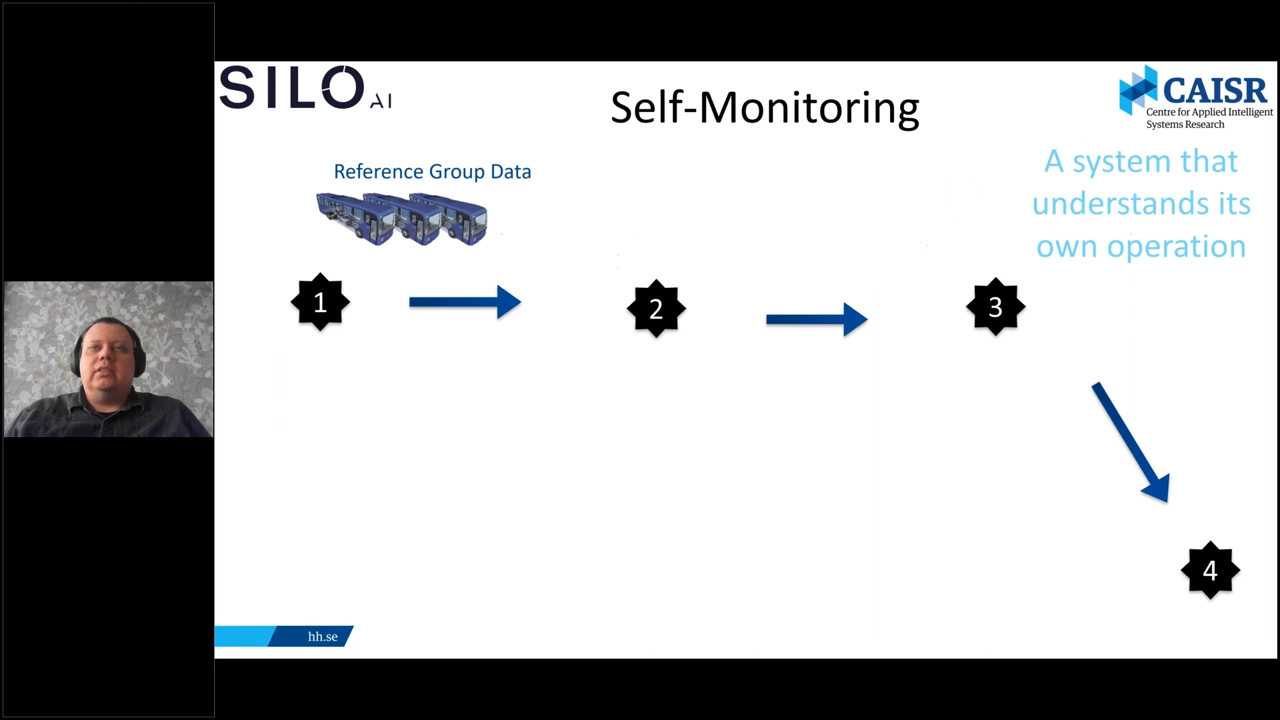 SILO AI
Self-Monitoring
CAISR
Centre for Applied Intelligent
Systems Research
Reference Group Data
A system that
understands its
own operation
1
2
3
4
hh.se